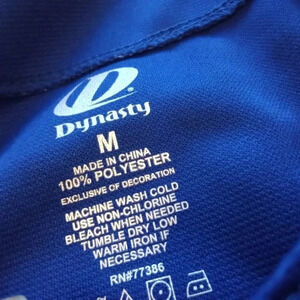 Dynasty
M
MADE IN CHINA
100% POLYESTER
EXCLUSIVE OF DECORATION
MACHINE WASH COLD
USE NON-CHLORINE
BLEACH WHEN NEEDED
TUMBLE DRY LOW
WARM IRON IF
NECESSARY
RN#77386